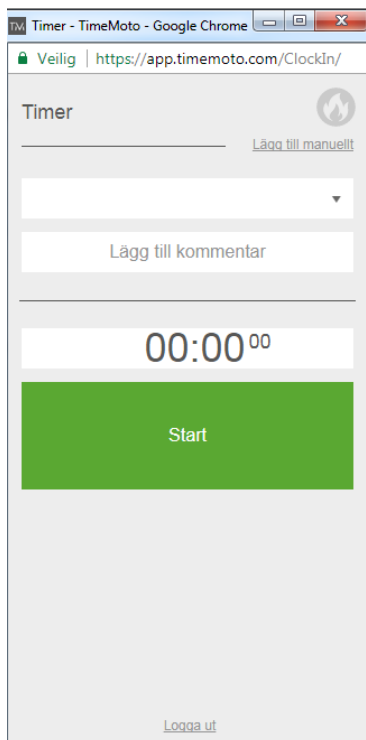 TM Timer - TimeMoto - Google Chrome
Veilig https://app.timemoto.com/ClockIn/
Timer
Lägg till manuellt
Lägg till kommentar
00:00 00
Start
Logga ut